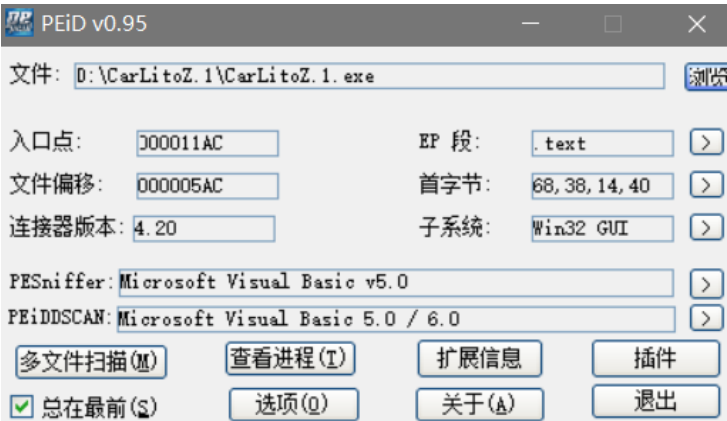 PEiD v0.95
文件: D:\CarLitoZ.1\CarLitoZ.1.exe 浏览
入口点: 000011AC EP 段: .text >
文件偏移: 000005AC 首字节: 68,38,14,40 >
连接器版本: 4.20 子系统: Win32 GUI >
PESniffer: Microsoft Visual Basic v5.0 >
PEiDDSCAN: Microsoft Visual Basic 5.0 / 6.0 >
多文件扫描(M) 查看进程(T) 扩展信息 插件
总在最前(S) 选项(O) 关于(A) 退出